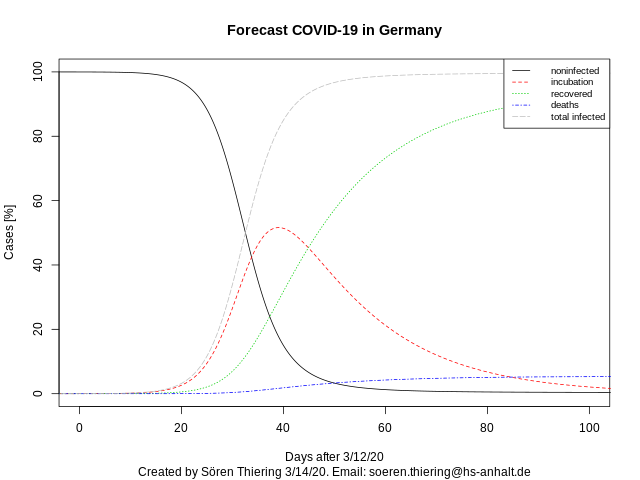 Forecast COVID-19 in Germany
Cases [%]
100
80
60
40
20
0
noninfected
incubation
recovered
deaths
total infected
0 20 40 60 80 100
Days after 3/12/20
Created by Sören Thiering 3/14/20. Email: soeren.thiering@hs-anhalt.de